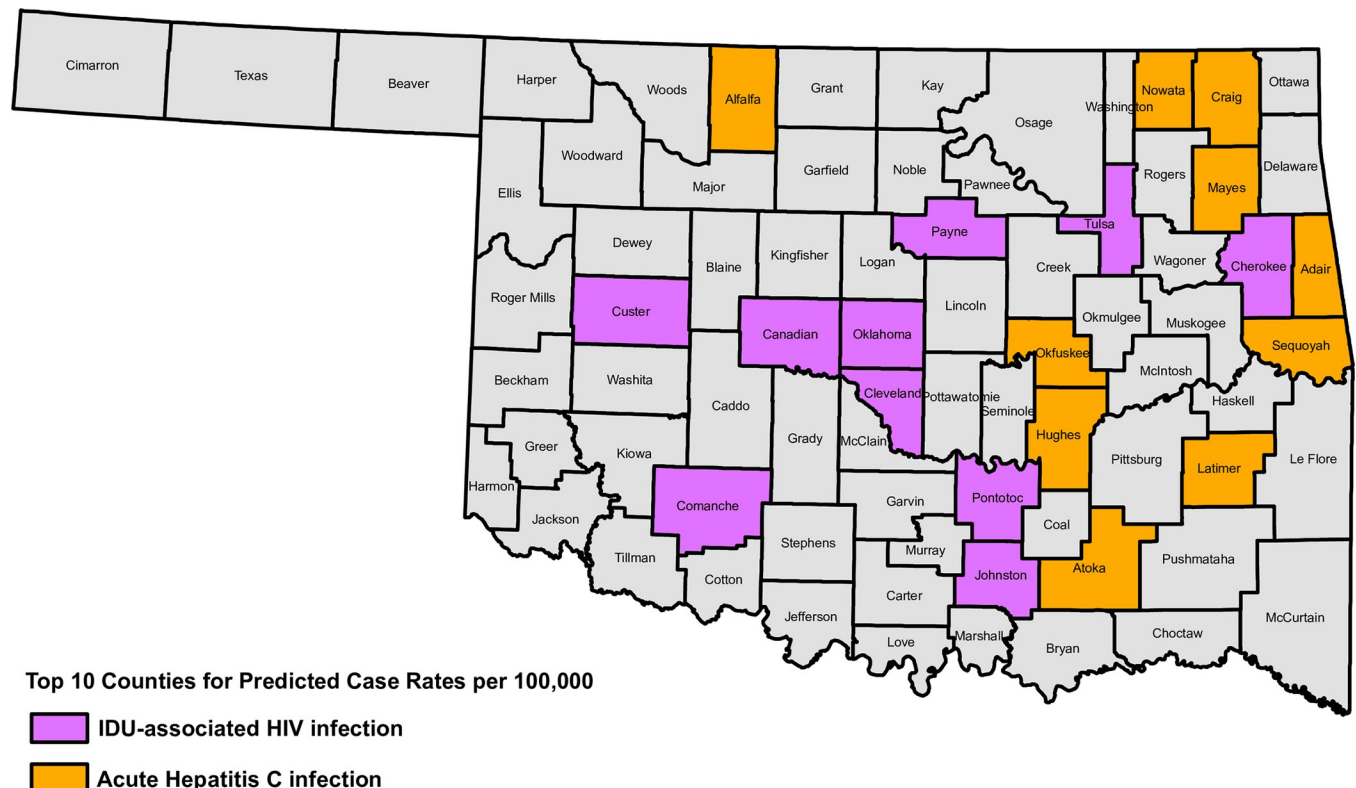 Cimarron
Texas
Beaver
Harper
Woods
Alfalfa
Grant
Kay
Osage
Washington
Nowata
Craig
Ottawa
Woodward
Ellis
Major
Garfield
Noble
Pawnee
Rogers
Mayes
Delaware
Dewey
Blaine
Kingfisher
Logan
Payne
Creek
Tulsa
Wagoner
Cherokee
Adair
Roger Mills
Custer
Canadian
Oklahoma
Lincoln
Okmulgee
Muskogee
Sequoyah
Beckham
Washita
Caddo
Grady
McClain
Cleveland
Pottawatomie
Seminole
Okfuskee
Hughes
McIntosh
Haskell
Pittsburg
Latimer
Le Flore
Greer
Kiowa
Harmon
Jackson
Comanche
Tillman
Cotton
Stephens
Jefferson
Garvin
Murray
Carter
Love
Pontotoc
Johnston
Marshall
Coal
Atoka
Bryan
Pushmataha
Choctaw
McCurtain
Top 10 Counties for Predicted Case Rates per 100,000
IDU-associated HIV infection
Acute Hepatitis C infection